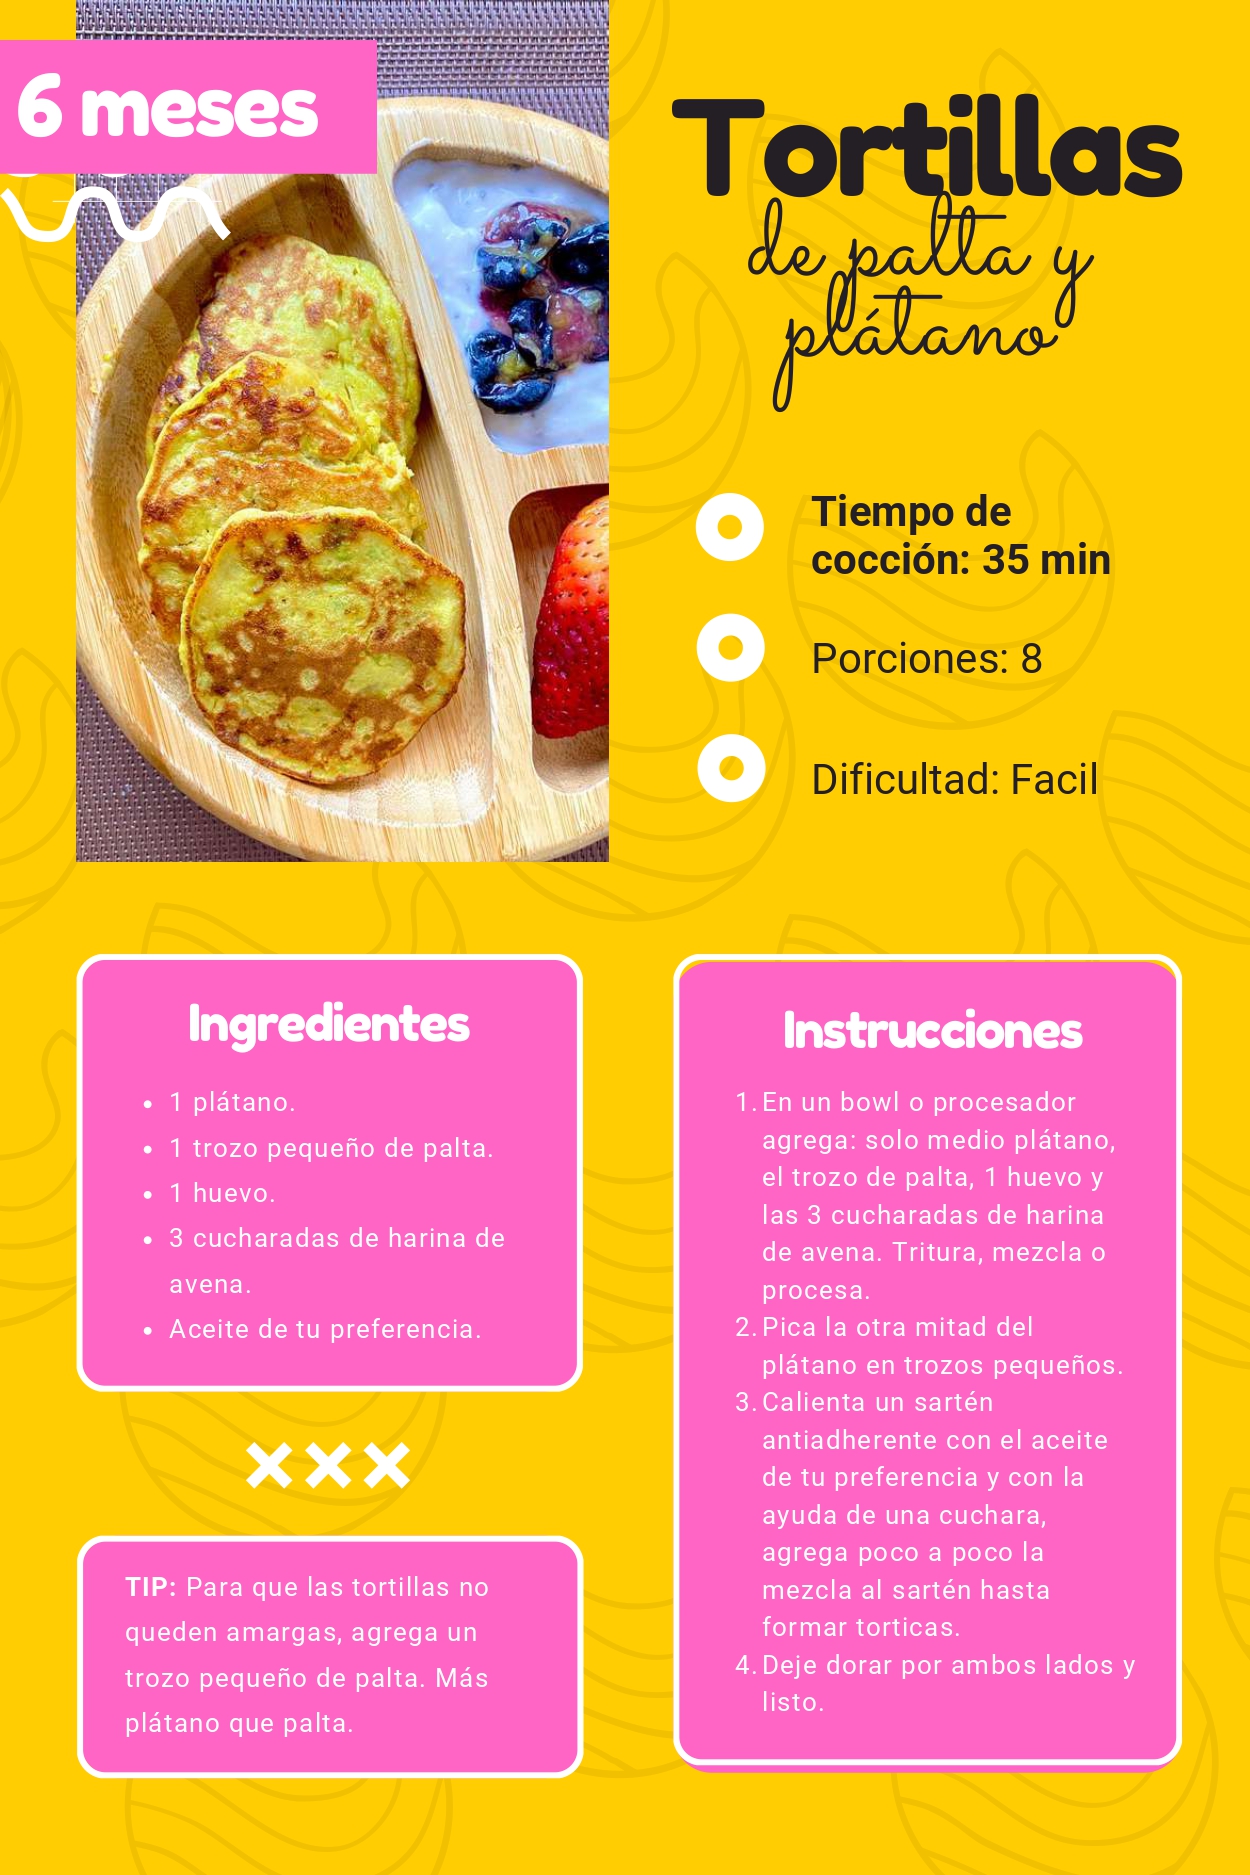 6 meses
Tortillas
de palta y
plátano
Tiempo de
cocción: 35 min
Porciones: 8
Dificultad: Facil
Ingredientes
• 1 plátano.
• 1 trozo pequeño de palta.
• 1 huevo.
• 3 cucharadas de harina de
avena.
• Aceite de tu preferencia.
TIP: Para que las tortillas no
queden amargas, agrega un
trozo pequeño de palta. Más
plátano que palta.
Instrucciones
1. En un bowl o procesador
agrega: solo medio plátano,
el trozo de palta, 1 huevo y
las 3 cucharadas de harina
de avena. Tritura, mezcla o
procesa.
2. Pica la otra mitad del
plátano en trozos pequeños.
3. Calienta un sartén
antiadherente con el aceite
de tu preferencia y con la
ayuda de una cuchara,
agrega poco a poco la
mezcla al sartén hasta
formar torticas.
4. Deje dorar por ambos lados y
listo.